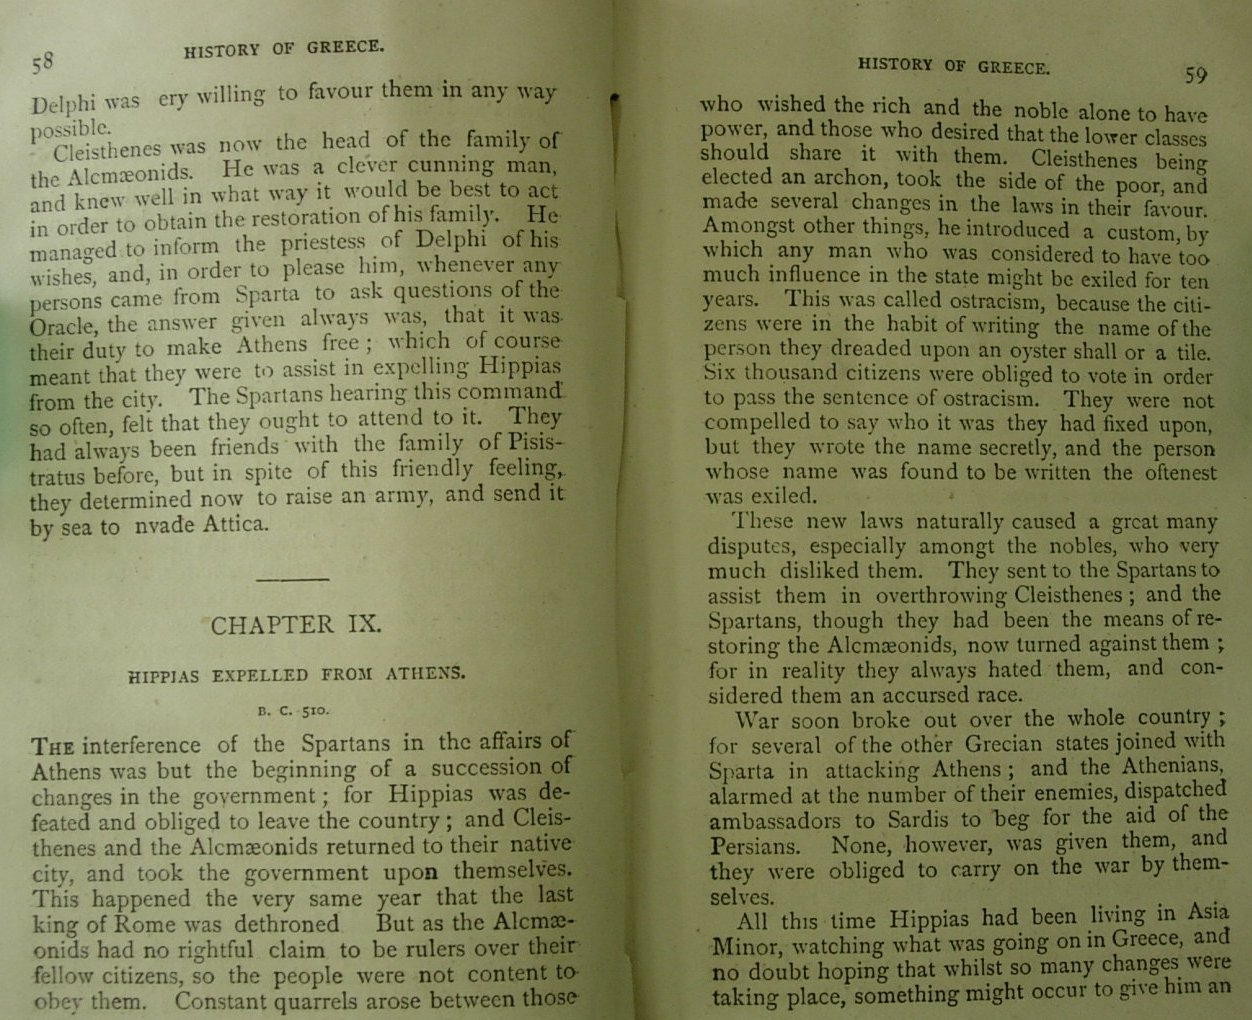 58
HISTORY OF GREECE.
Delphi was ery willing to favour them in any way
possible.
Cleisthenes was now the head of the family of
the Alcmæonids. He was a clever cunning man,
and knew well in what way it would be best to act
in order to obtain the restoration of his family. He
managed to inform the priestess of Delphi of his
wishes, and, in order to please him, whenever any
persons came from Sparta to ask questions of the
Oracle, the answer given always was, that it was
their duty to make Athens free ; which of course
meant that they were to assist in expelling Hippias
from the city. The Spartans hearing this command
so often, felt that they ought to attend to it. They
had always been friends with the family of Pisis-
tratus before, but in spite of this friendly feeling,
they determined now to raise an army, and send it
by sea to nvade Attica.
CHAPTER IX.
HIPPIAS EXPELLED FROM ATHENS.
B. C. 510.
THE interference of the Spartans in the affairs of
Athens was but the beginning of a succession of
changes in the government ; for Hippias was de-
feated and obliged to leave the country ; and Cleis-
thenes and the Alcmæonids returned to their native
city, and took the government upon themselves.
This happened the very same year that the last
king of Rome was dethroned But as the Alcmæ-
onids had no rightful claim to be rulers over their
fellow citizens, so the people were not content to
obey them. Constant quarrels arose between those
HISTORY OF GREECE.
59
who wished the rich and the noble alone to have
power, and those who desired that the lower classes
should share it with them. Cleisthenes being
elected an archon, took the side of the poor, and
made several changes in the laws in their favour.
Amongst other things, he introduced a custom, by
which any man who was considered to have too
much influence in the state might be exiled for ten
years. This was called ostracism, because the citi-
zens were in the habit of writing the name of the
person they dreaded upon an oyster shall or a tile.
Six thousand citizens were obliged to vote in order
to pass the sentence of ostracism. They were not
compelled to say who it was they had fixed upon,
but they wrote the name secretly, and the person
whose name was found to be written the oftenest
was exiled.
These new laws naturally caused a great many
disputes, especially amongt the nobles, who very
much disliked them. They sent to the Spartans to
assist them in overthrowing Cleisthenes ; and the
Spartans, though they had been the means of re-
storing the Alcmæonids, now turned against them ;
for in reality they always hated them, and con-
sidered them an accursed race.
War soon broke out over the whole country ;
for several of the other Grecian states joined with
Sparta in attacking Athens ; and the Athenians,
alarmed at the number of their enemies, dispatched
ambassadors to Sardis to beg for the aid of the
Persians. None, however, was given them, and
they were obliged to carry on the war by them-
selves.
All this time Hippias had been living in Asia
Minor, watching what was going on in Greece, and
no doubt hoping that whilst so many changes were
taking place, something might occur to give him an